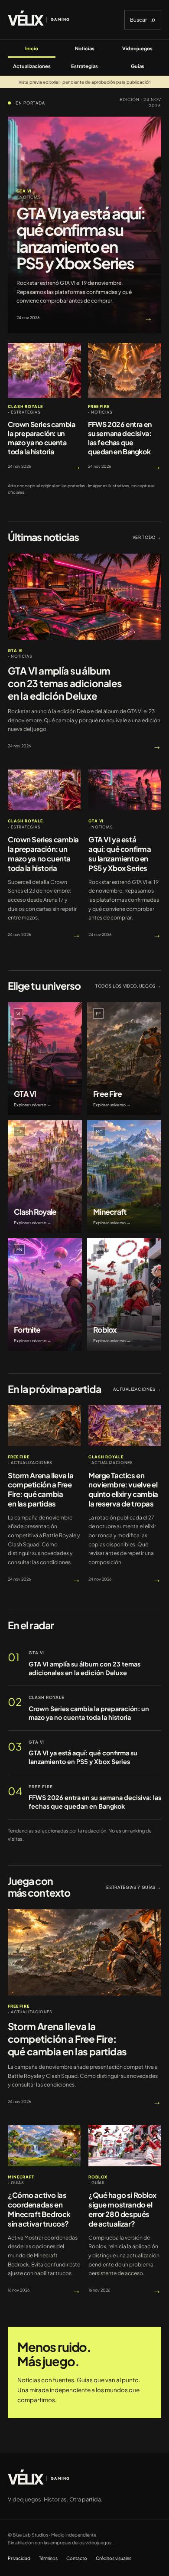 VÉLIX GAMING
Buscar
Inicio
Noticias
Videojuegos
Actualizaciones
Estrategias
Guías
Vista previa editorial · pendiente de aprobación para publicación
EN PORTADA
EDICIÓN · 24 NOV
2026
GTA VI
· NOTICIAS
GTA VI ya está aquí:
qué confirma su
lanzamiento en
PS5 y Xbox Series
Rockstar estrenó GTA VI el 19 de noviembre.
Repasamos las plataformas confirmadas y qué
conviene comprobar antes de comprar.
24 nov 2026 →
CLASH ROYALE
· ESTRATEGIAS
Crown Series cambia
la preparación: un
mazo ya no cuenta
toda la historia
24 nov 2026 →
FREE FIRE
· NOTICIAS
FFWS 2026 entra en
su semana decisiva:
las fechas que
quedan en Bangkok
24 nov 2026 →
Arte conceptual original en las portadas
oficiales.
Imágenes ilustrativas, no capturas
Últimas noticias
VER TODO →
GTA VI
· NOTICIAS
GTA VI amplía su álbum
con 23 temas adicionales
en la edición Deluxe
Rockstar anunció la edición Deluxe del álbum de GTA VI el 23
de noviembre. Qué cambia y por qué no equivale a una edición
nueva del juego.
24 nov 2026 →
CLASH ROYALE
· ESTRATEGIAS
Crown Series cambia
la preparación: un
mazo ya no cuenta
toda la historia
Supercell detalla Crown
Series el 23 de noviembre:
acceso desde Arena 17 y
duelos con cartas sin repetir
entre mazos.
24 nov 2026 →
GTA VI
· NOTICIAS
GTA VI ya está
aquí: qué confirma
su lanzamiento en
PS5 y Xbox Series
Rockstar estrenó GTA VI el 19
de noviembre. Repasamos
las plataformas confirmadas
y qué conviene comprobar
antes de comprar.
24 nov 2026 →
Elige tu universo
TODOS LOS VIDEOJUEGOS →
VI
GTA VI
Explorar universo →
FF
Free Fire
Explorar universo →
Clash Royale
Explorar universo →
Minecraft
Explorar universo →
FN
Fortnite
Explorar universo →
Roblox
Explorar universo →
En la próxima partida
ACTUALIZACIONES →
FREE FIRE
· ACTUALIZACIONES
Storm Arena lleva la
competición a Free
Fire: qué cambia
en las partidas
La campaña de noviembre
añade presentación
competitiva a Battle Royale y
Clash Squad. Cómo
distinguir sus novedades y
consultar las condiciones.
24 nov 2026 →
CLASH ROYALE
· ACTUALIZACIONES
Merge Tactics en
noviembre: vuelve el
quinto elixir y cambia
la reserva de tropas
La rotación publicada el 27
de octubre aumenta el elixir
por ronda y modifica las
copias disponibles. Qué
revisar antes de repetir una
composición.
24 nov 2026 →
En el radar
01
GTA VI
GTA VI amplía su álbum con 23 temas
adicionales en la edición Deluxe
02
CLASH ROYALE
Crown Series cambia la preparación: un
mazo ya no cuenta toda la historia
03
GTA VI
GTA VI ya está aquí: qué confirma su
lanzamiento en PS5 y Xbox Series
04
FREE FIRE
FFWS 2026 entra en su semana decisiva: las
fechas que quedan en Bangkok
Tendencias seleccionadas por la redacción. No es un ranking de
visitas.
Juega con
más contexto
ESTRATEGIAS Y GUÍAS →
FREE FIRE
· ACTUALIZACIONES
Storm Arena lleva la
competición a Free Fire:
qué cambia en las partidas
La campaña de noviembre añade presentación competitiva a
Battle Royale y Clash Squad. Cómo distinguir sus novedades
y consultar las condiciones.
24 nov 2026 →
MINECRAFT
· GUÍAS
¿Cómo activo las
coordenadas en
Minecraft Bedrock
sin activar trucos?
Activa Mostrar coordenadas
desde las opciones del
mundo de Minecraft
Bedrock. Evita confundir este
ajuste con habilitar trucos.
16 nov 2026 →
ROBLOX
· GUÍAS
¿Qué hago si Roblox
sigue mostrando el
error 280 después
de actualizar?
Comprueba la versión de
Roblox, reinicia la aplicación
y distingue una actualización
pendiente de un problema
persistente de acceso.
16 nov 2026 →
Menos ruido.
Más juego.
Noticias con fuentes. Guías que van al punto.
Una mirada independiente a los mundos que
compartimos.
VÉLIX GAMING
Videojuegos. Historias. Otra partida.
© Blue Lab Studios · Medio independiente.
Sin afiliación con las empresas de los videojuegos.
Privacidad
Términos
Contacto
Créditos visuales